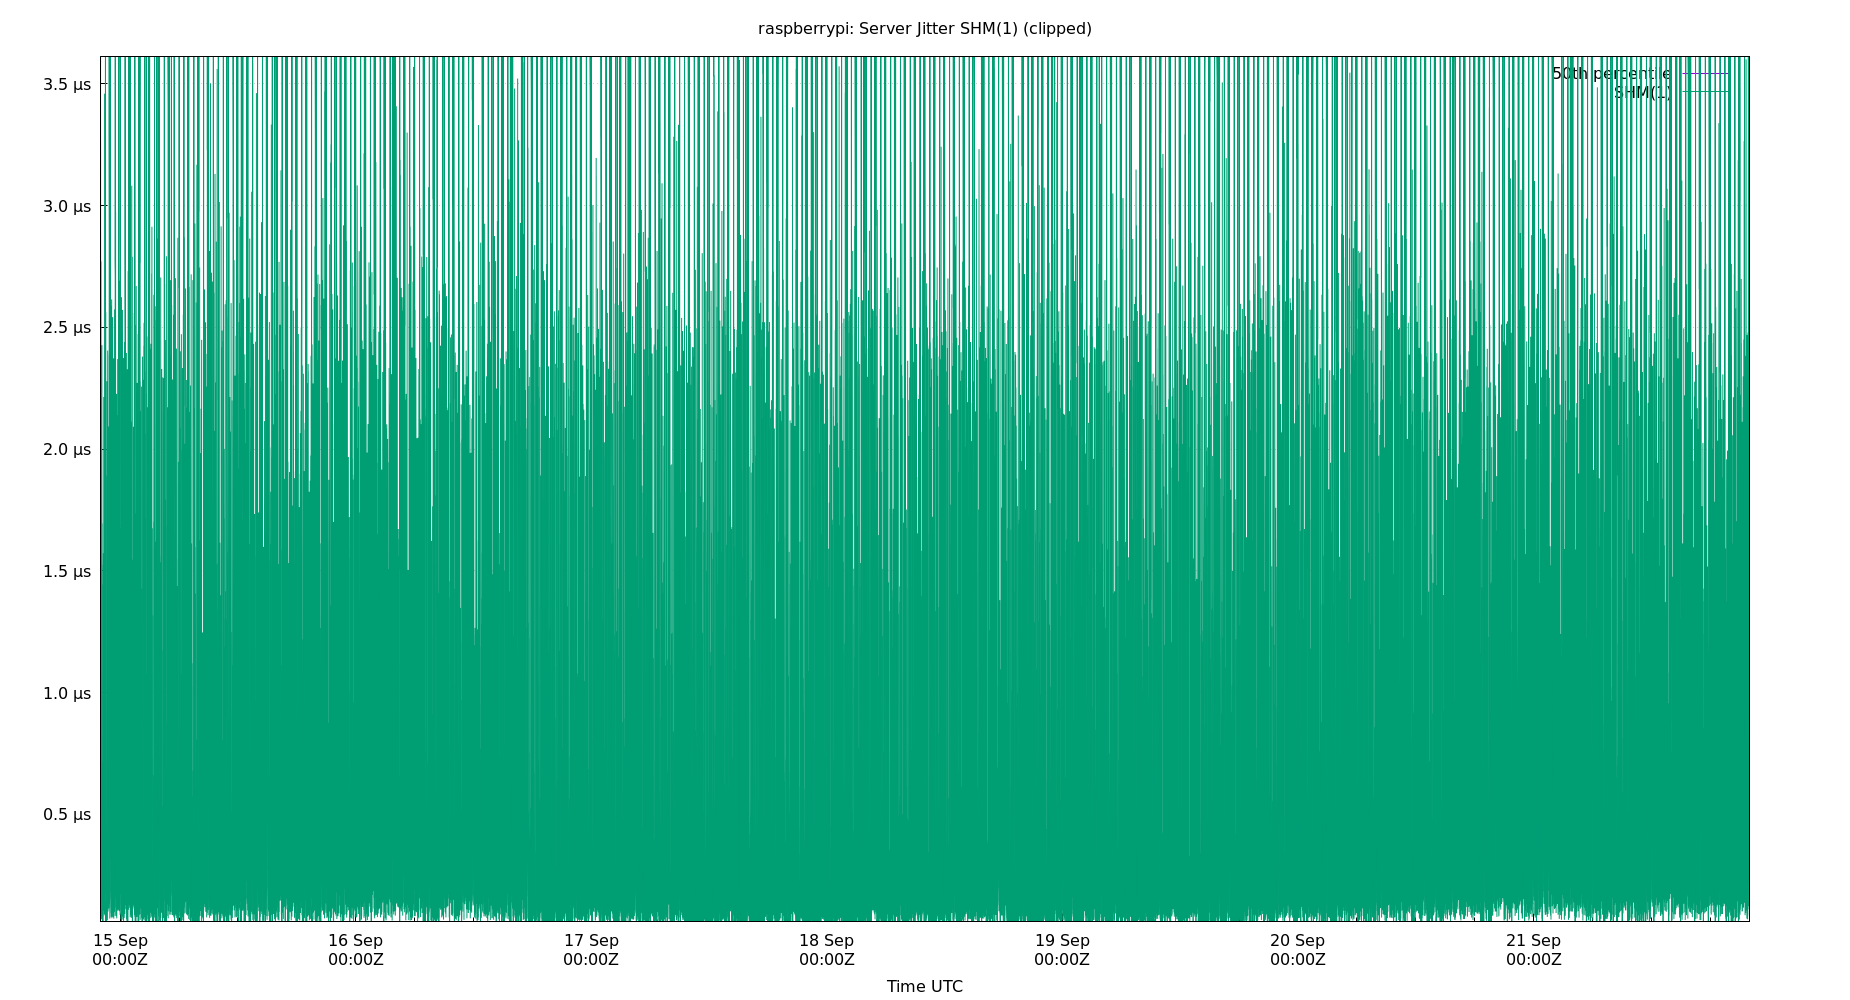 raspberrypi: Server Jitter SHM(1) (clipped)
50th percentile
SHM(1)
3.5 μs
3.0 μs
2.5 μs
2.0 μs
1.5 μs
1.0 μs
0.5 μs
15 Sep 16 Sep 17 Sep 18 Sep 19 Sep 20 Sep 21 Sep
00:00Z 00:00Z 00:00Z 00:00Z 00:00Z 00:00Z 00:00Z
Time UTC